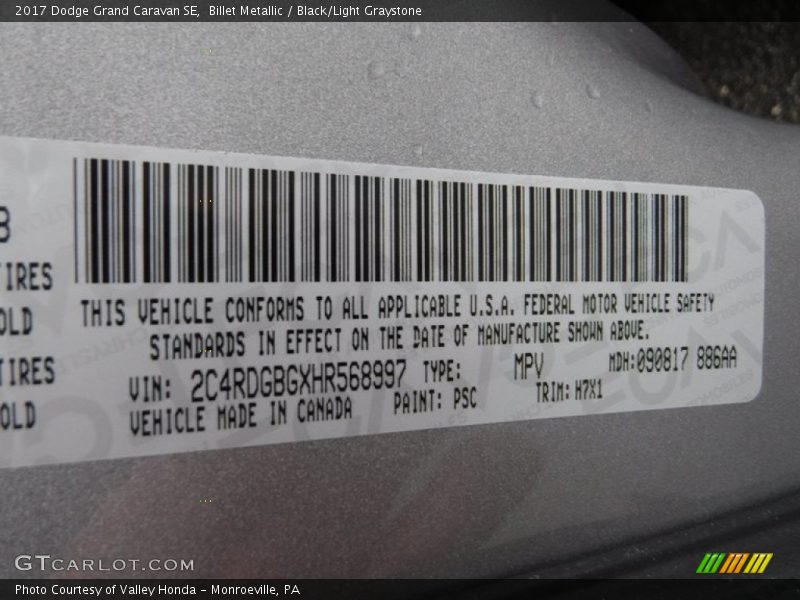 2017 Dodge Grand Caravan SE, Billet Metallic / Black/Light Graystone
TIRES
OLD
TIRES
OLD
THIS VEHICLE CONFORMS TO ALL APPLICABLE U.S.A. FEDERAL MOTOR VEHICLE SAFETY
STANDARDS IN EFFECT ON THE DATE OF MANUFACTURE SHOWN ABOVE.
VIN: 2C4RDGBGXHR568997 TYPE: MPV MDH:090817 886AA
VEHICLE MADE IN CANADA PAINT: PSC TRIM: H7X1
GTCARLOT.COM
Photo Courtesy of Valley Honda - Monroeville, PA